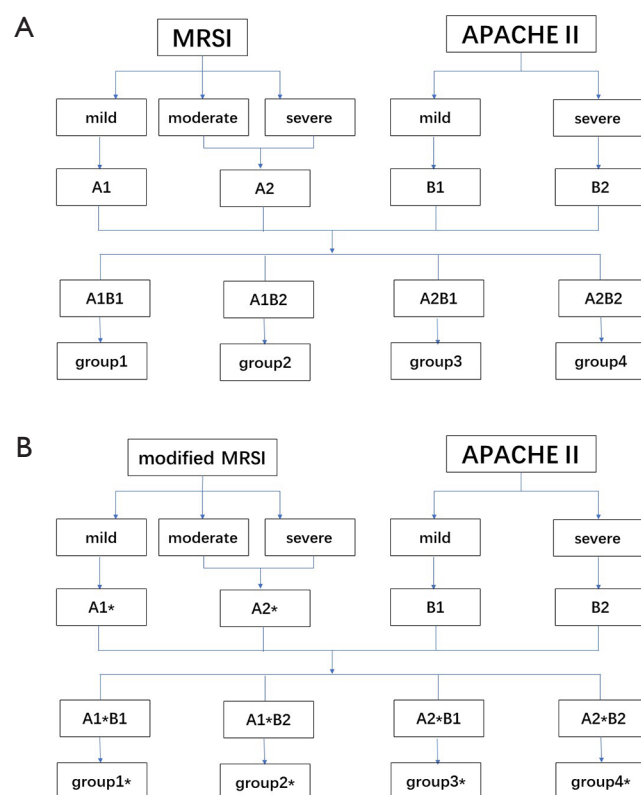 A
MRSI APACHE II
mild moderate severe mild severe
A1 A2 B1 B2
A1B1 A1B2 A2B1 A2B2
group1 group2 group3 group4
B
modified MRSI APACHE II
mild moderate severe mild severe
A1* A2* B1 B2
A1*B1 A1*B2 A2*B1 A2*B2
group1* group2* group3* group4*